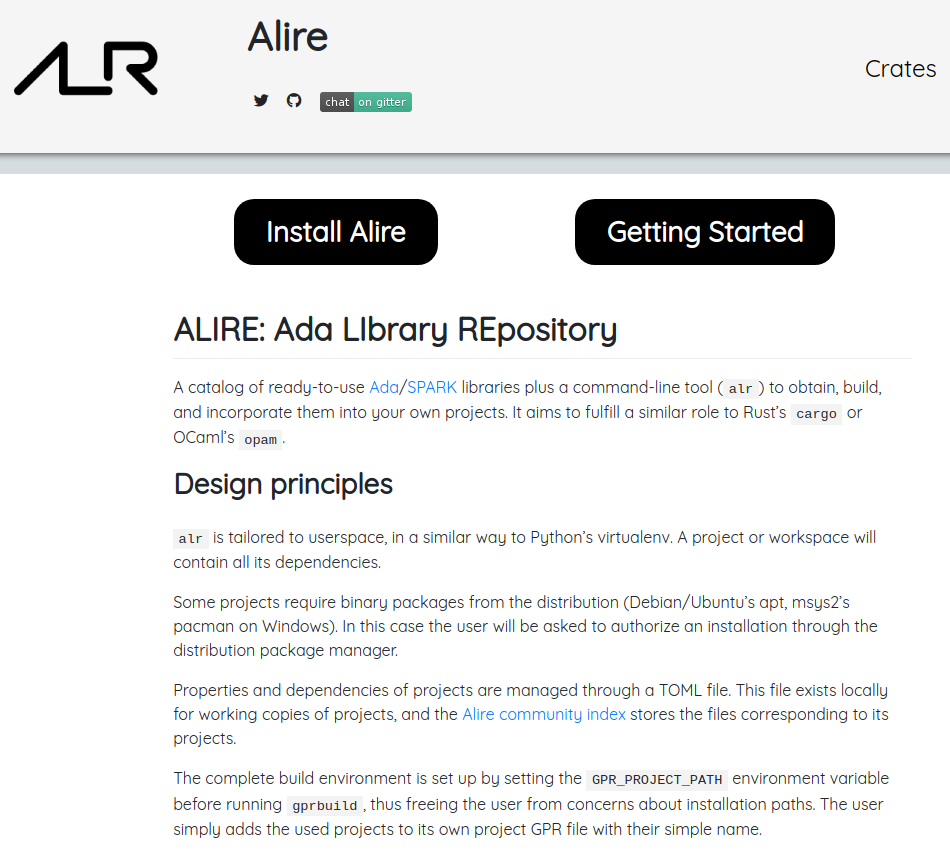 ALR
Alire
Crates
chat on gitter
Install Alire
Getting Started
ALIRE: Ada LIbrary REpository
A catalog of ready-to-use Ada/SPARK libraries plus a command-line tool ( alr ) to obtain, build,
and incorporate them into your own projects. It aims to fulfill a similar role to Rust's cargo or
OCaml's opam .
Design principles
alr is tailored to userspace, in a similar way to Python's virtualenv. A project or workspace will
contain all its dependencies.
Some projects require binary packages from the distribution (Debian/Ubuntu's apt, msys2's
pacman on Windows). In this case the user will be asked to authorize an installation through the
distribution package manager.
Properties and dependencies of projects are managed through a TOML file. This file exists locally
for working copies of projects, and the Alire community index stores the files corresponding to its
projects.
The complete build environment is set up by setting the GPR_PROJECT_PATH environment variable
before running gprbuild , thus freeing the user from concerns about installation paths. The user
simply adds the used projects to its own project GPR file with their simple name.